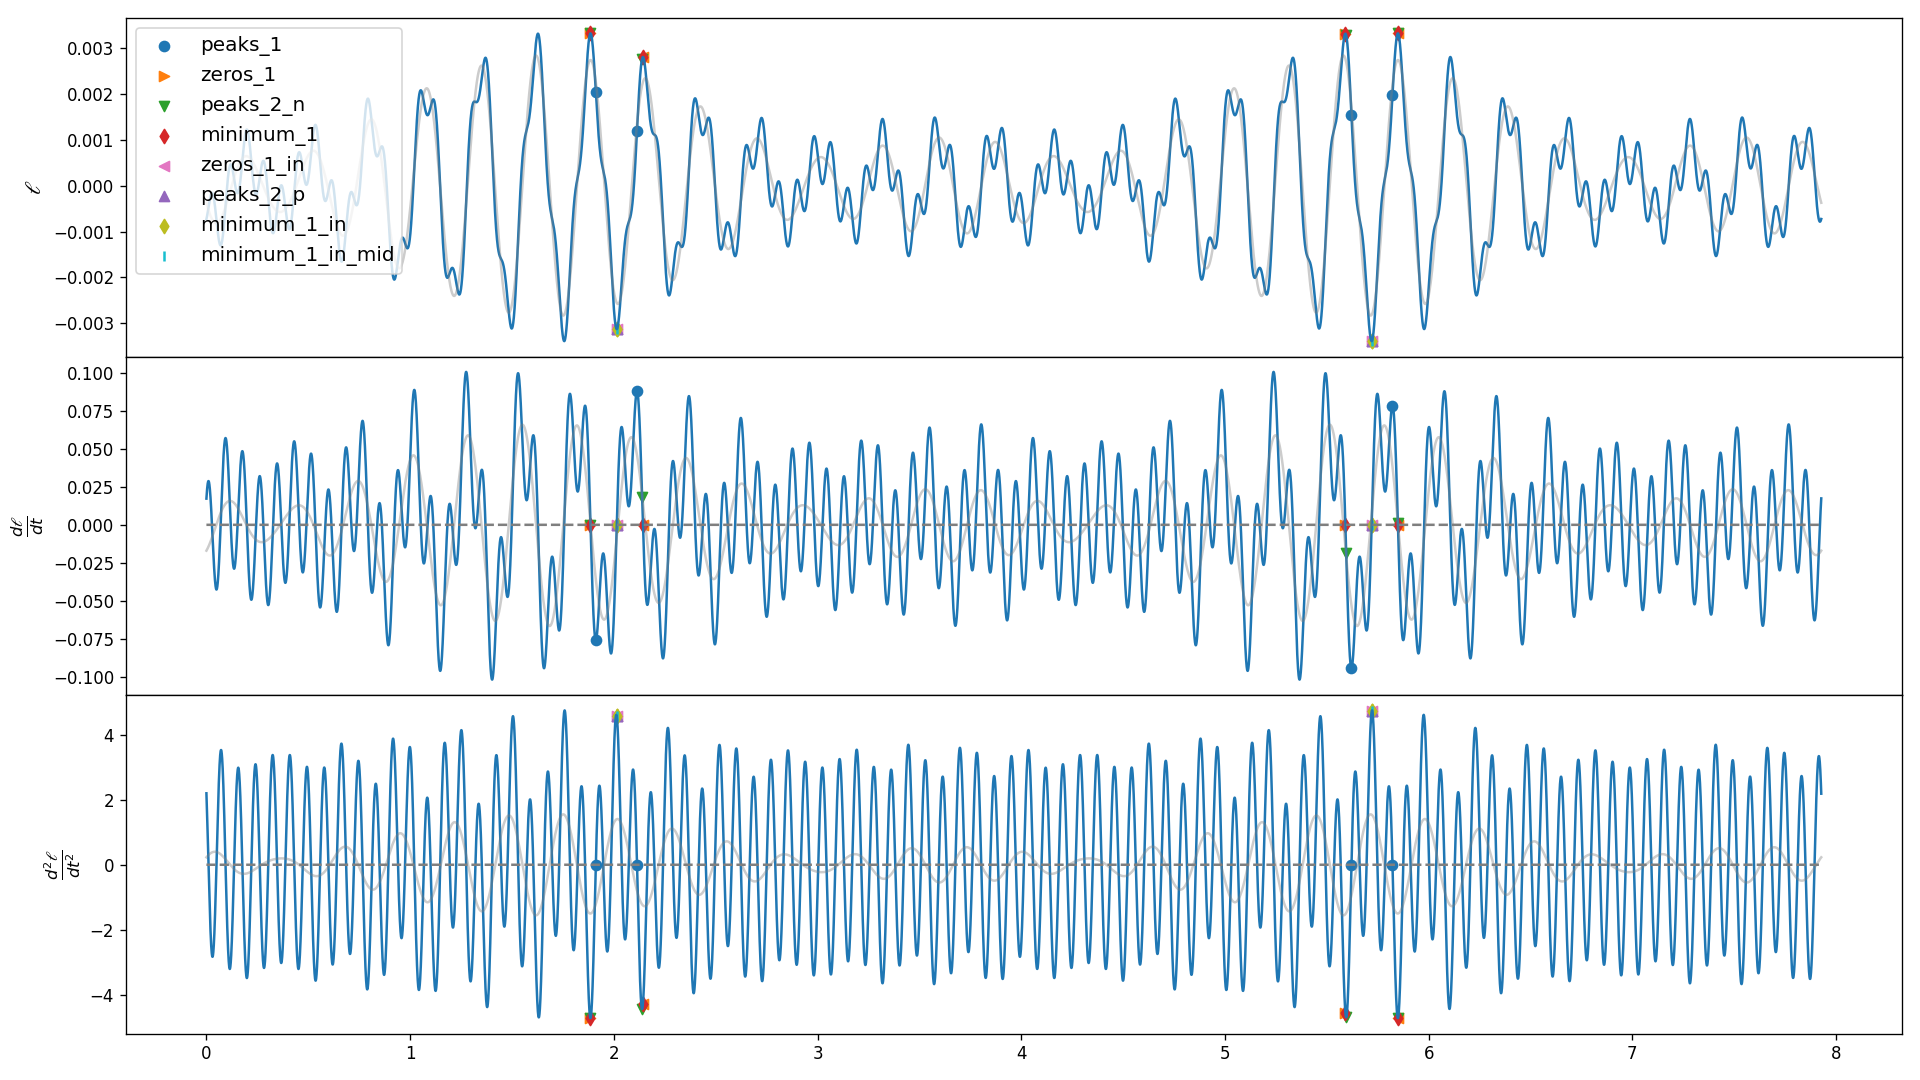 peaks_1
zeros_1
peaks_2_n
minimum_1
zeros_1_in
peaks_2_p
minimum_1_in
minimum_1_in_mid
0.003
0.002
0.001
0.000
−0.001
−0.002
−0.003
ℓ
0.100
0.075
0.050
0.025
0.000
−0.025
−0.050
−0.075
−0.100
dℓ
dt
4
2
0
−2
−4
d²ℓ
dt²
0 1 2 3 4 5 6 7 8